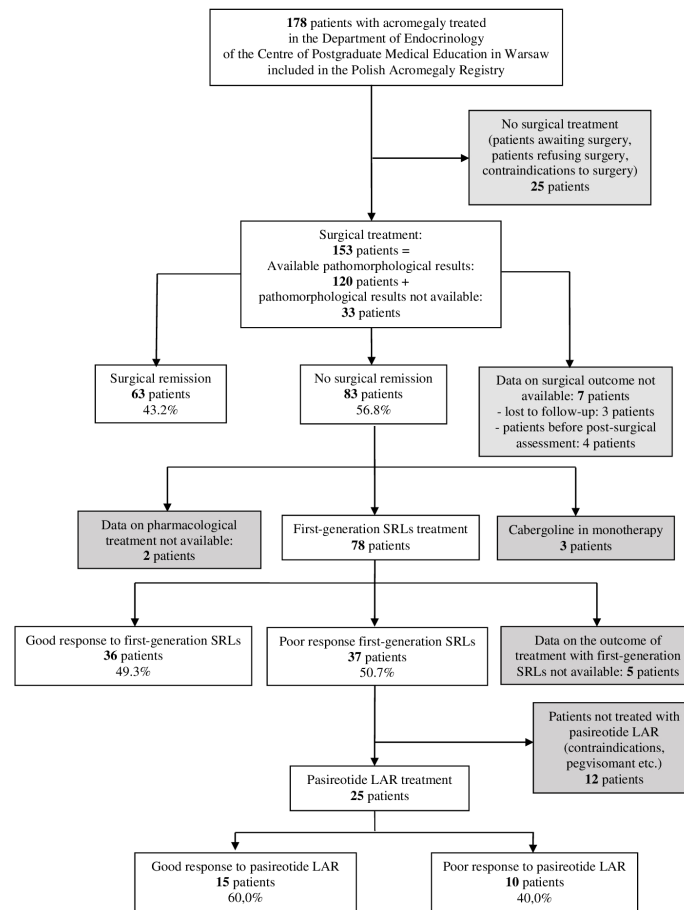 178 patients with acromegaly treated
in the Department of Endocrinology
of the Centre of Postgraduate Medical Education in Warsaw
included in the Polish Acromegaly Registry
No surgical treatment
(patients awaiting surgery,
patients refusing surgery,
contraindications to surgery)
25 patients
Surgical treatment:
153 patients =
Available pathomorphological results:
120 patients +
pathomorphological results not available:
33 patients
Surgical remission
63 patients
43.2%
No surgical remission
83 patients
56.8%
Data on surgical outcome not
available: 7 patients
- lost to follow-up: 3 patients
- patients before post-surgical
assessment: 4 patients
Data on pharmacological
treatment not available:
2 patients
First-generation SRLs treatment
78 patients
Cabergoline in monotherapy
3 patients
Good response to first-generation SRLs
36 patients
49.3%
Poor response first-generation SRLs
37 patients
50.7%
Data on the outcome of
treatment with first-generation
SRLs not available: 5 patients
Patients not treated with
pasireotide LAR
(contraindications,
pegvisomant etc.)
12 patients
Pasireotide LAR treatment
25 patients
Good response to pasireotide LAR
15 patients
60,0%
Poor response to pasireotide LAR
10 patients
40,0%